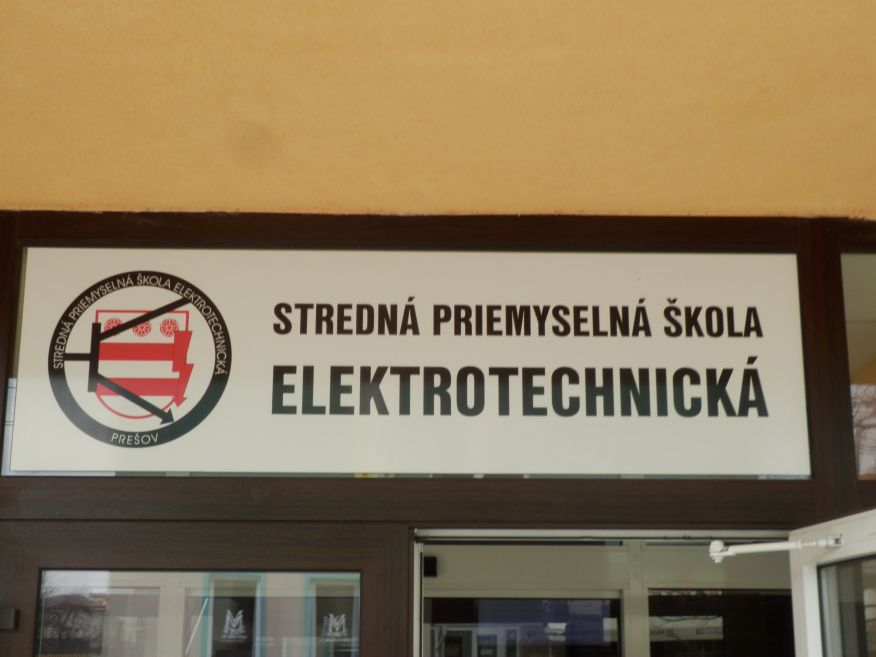 STREDNÁ PRIEMYSELNÁ ŠKOLA ELEKTROTECHNICKÁ
PREŠOV
STREDNÁ PRIEMYSELNÁ ŠKOLA
ELEKTROTECHNICKÁ